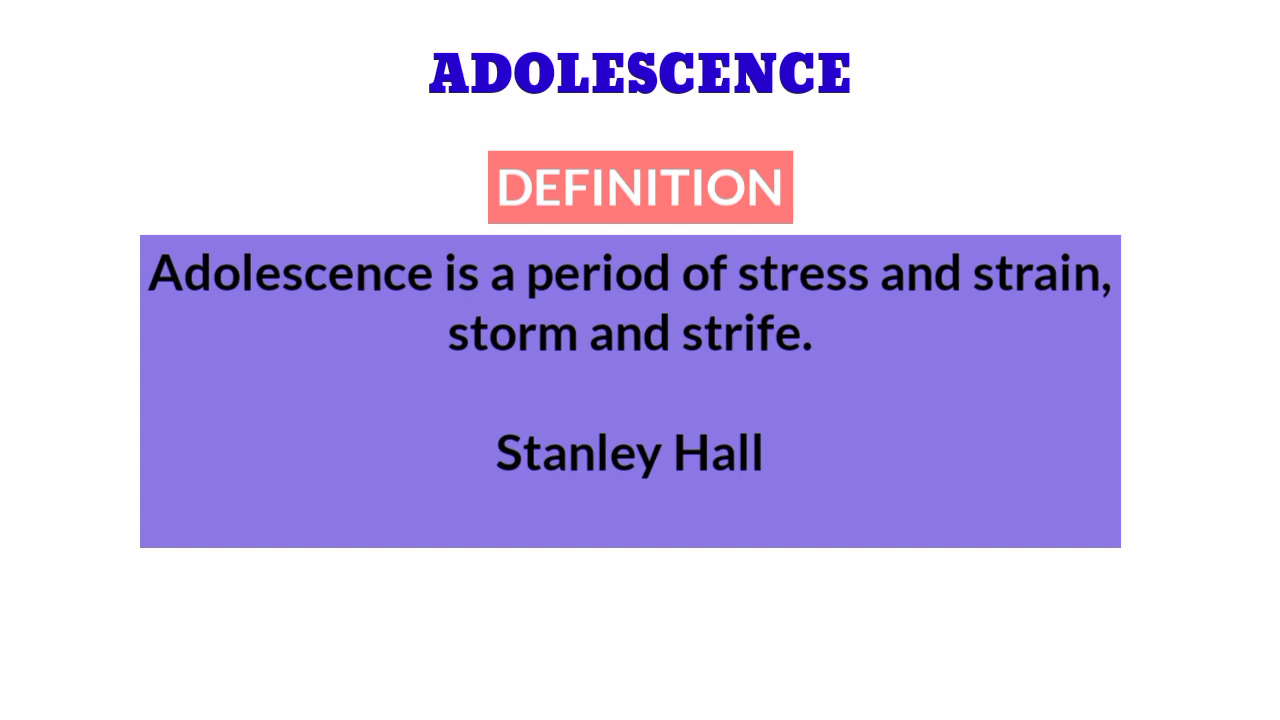 ADOLESCENCE
DEFINITION
Adolescence is a period of stress and strain,
storm and strife.
Stanley Hall